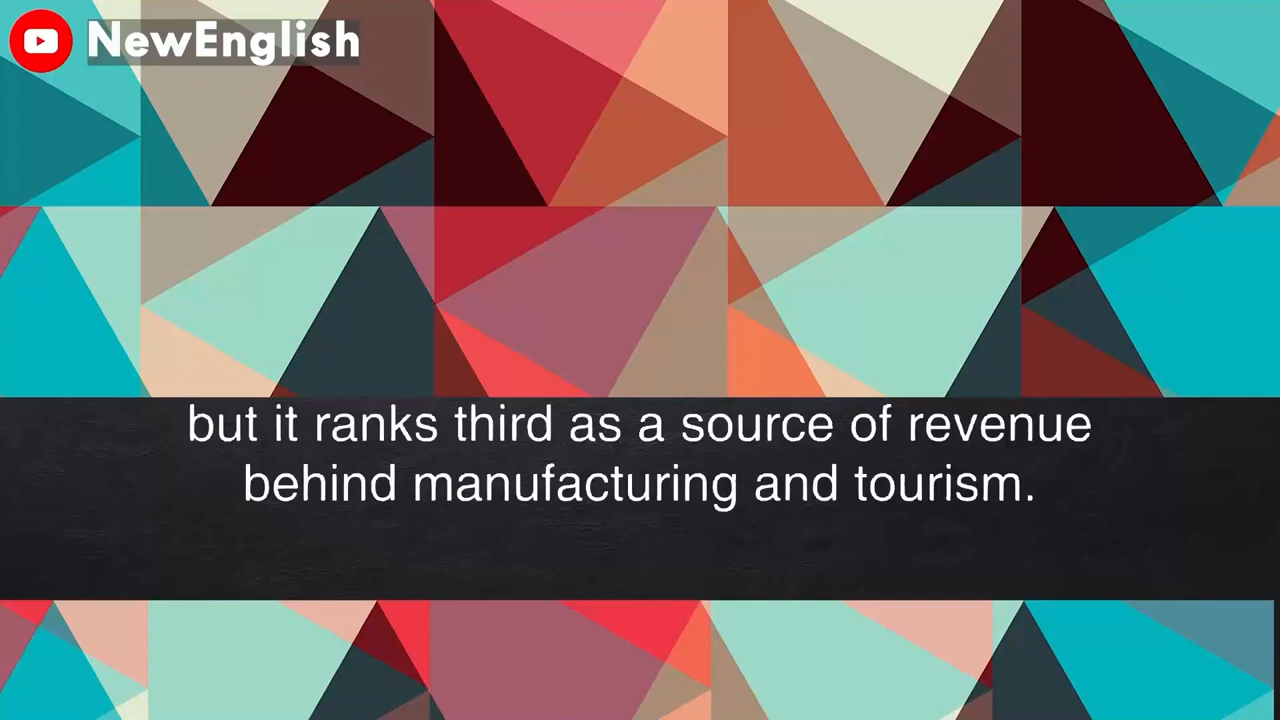 NewEnglish
but it ranks third as a source of revenue
behind manufacturing and tourism.